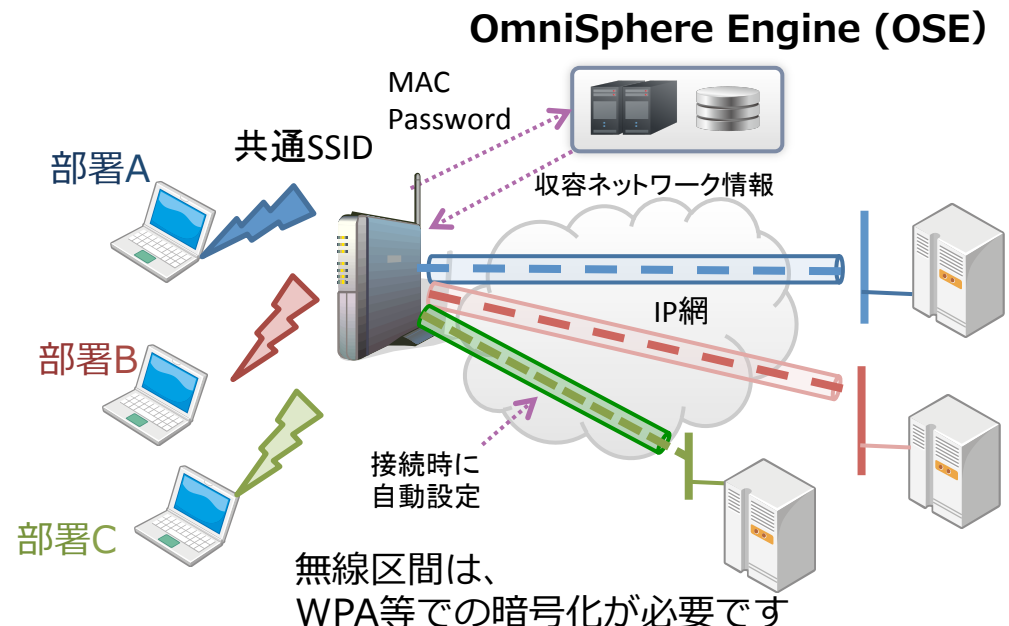 OmniSphere Engine (OSE）
MAC
Password
共通SSID
部署A
収容ネットワーク情報
IP網
部署B
接続時に
自動設定
部署C
無線区間は、
WPA等での暗号化が必要です